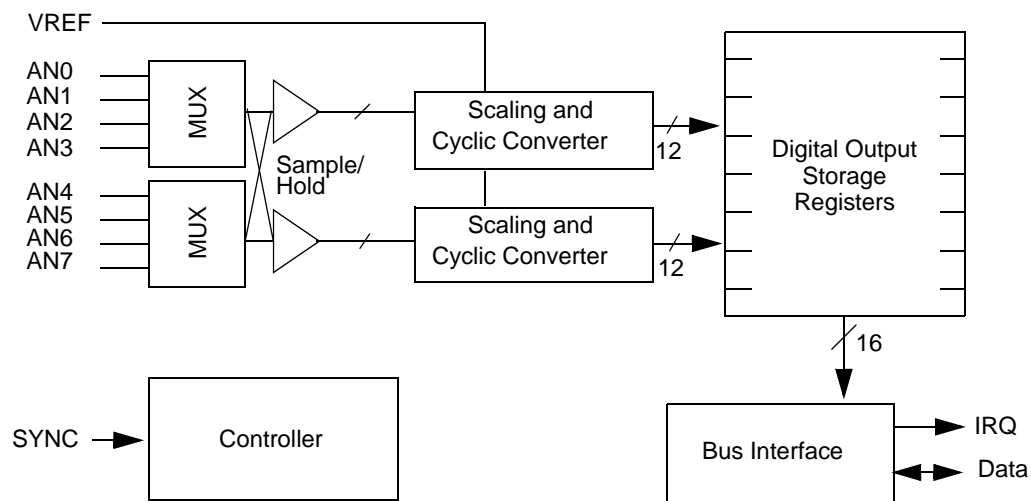 VREF
AN0
AN1
AN2
AN3
MUX
Sample/
Hold
Scaling and
Cyclic Converter
12
AN4
AN5
AN6
AN7
MUX
Scaling and
Cyclic Converter
12
Digital Output
Storage
Registers
16
SYNC
Controller
Bus Interface
IRQ
Data